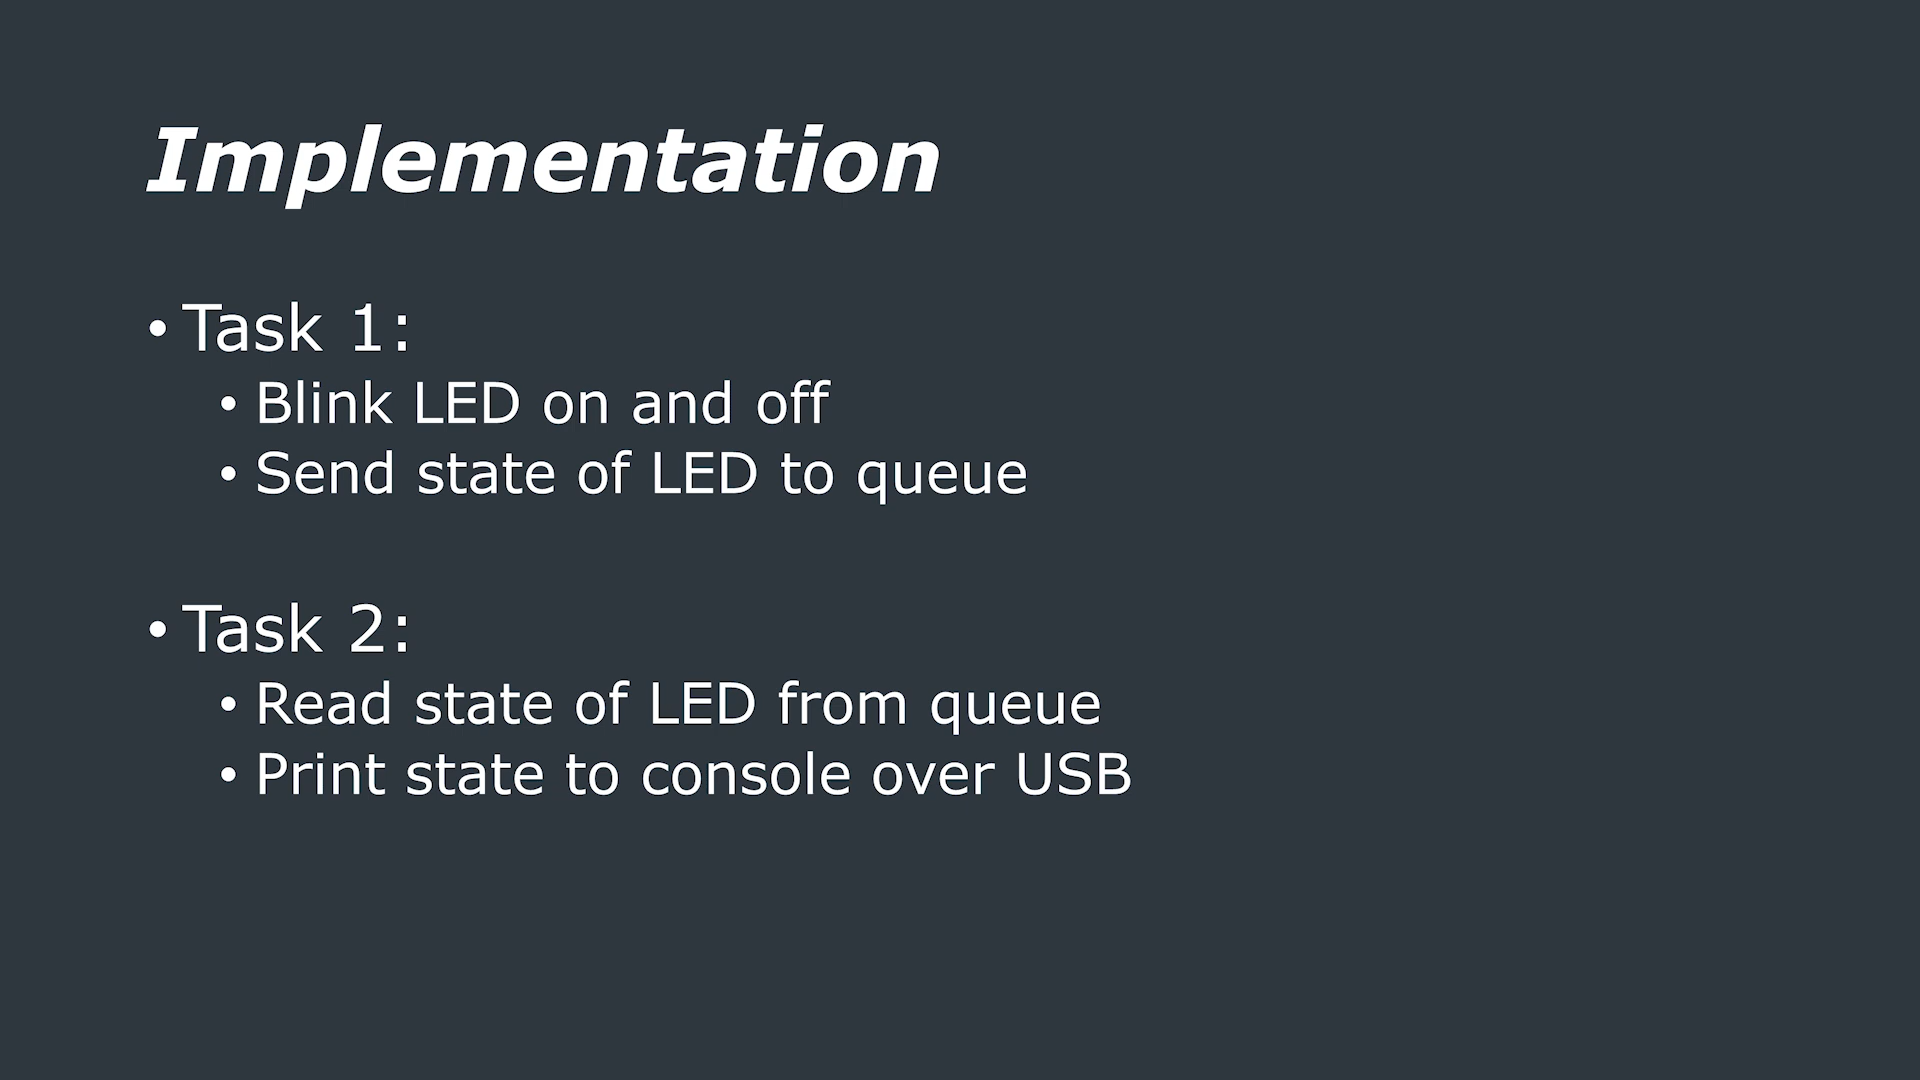 Implementation
• Task 1:
• Blink LED on and off
• Send state of LED to queue
• Task 2:
• Read state of LED from queue
• Print state to console over USB